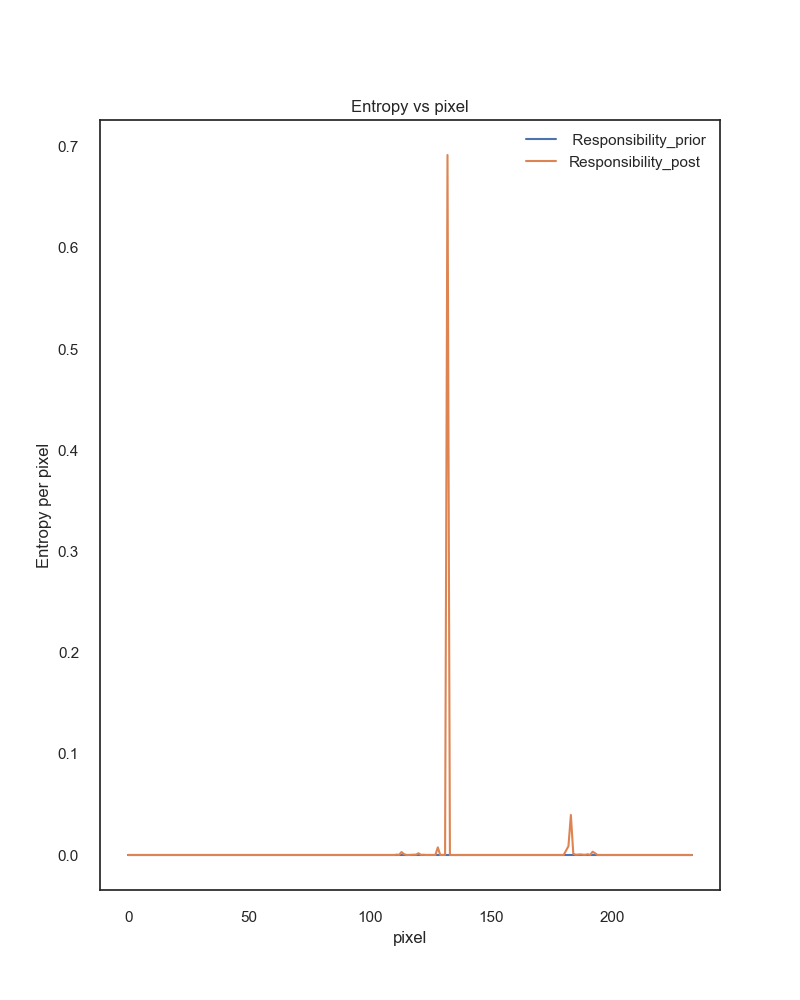 Entropy vs pixel
Responsibility_prior
Responsibility_post
0.7
0.6
0.5
0.4
0.3
0.2
0.1
0.0
Entropy per pixel
0 50 100 150 200
pixel